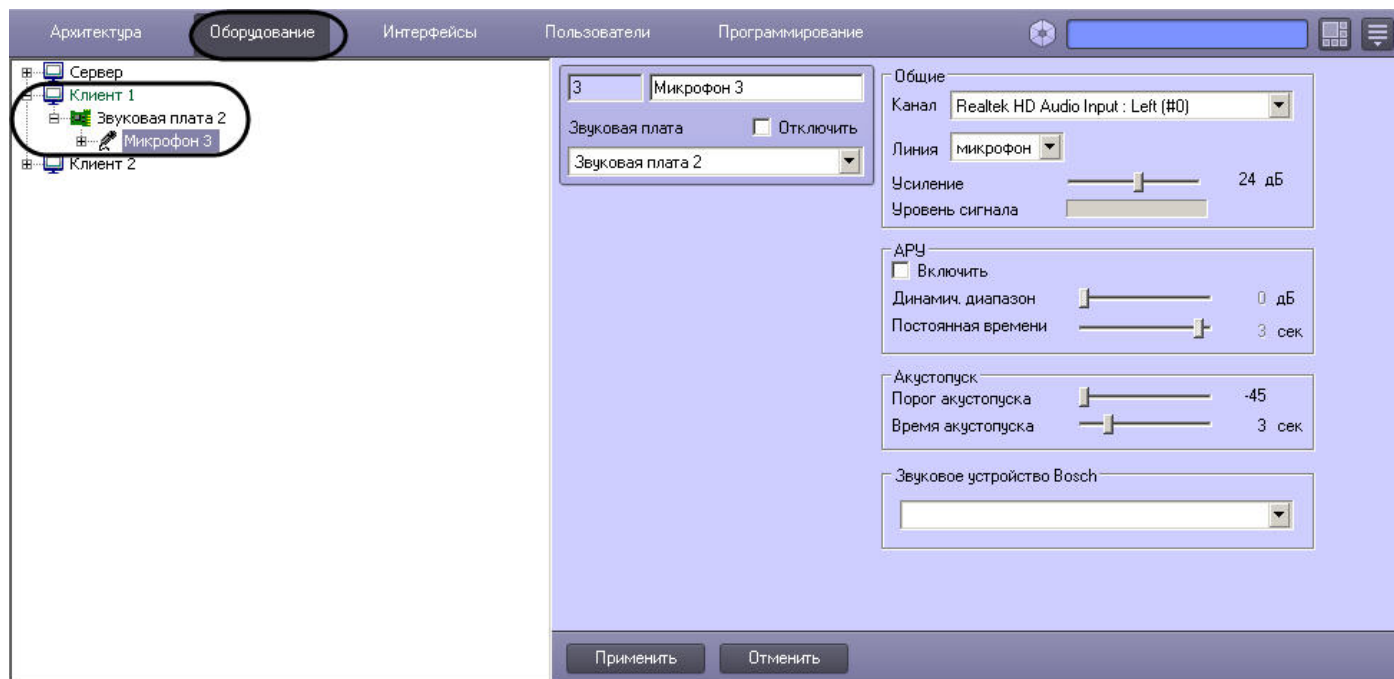 Архитектура Оборудование Интерфейсы Пользователи Программирование
Сервер
Клиент 1
Звуковая плата 2
Микрофон 3
Клиент 2
3 Микрофон 3
Звуковая плата Отключить
Звуковая плата 2
Общие
Канал Realtek HD Audio Input : Left (#0)
Линия микрофон
Усиление 24 дБ
Уровень сигнала
АРУ
Включить
Динамич. диапазон 0 дБ
Постоянная времени 3 сек
Акустопуск
Порог акустопуска -45
Время акустопуска 3 сек
Звуковое устройство Bosch
Применить Отменить